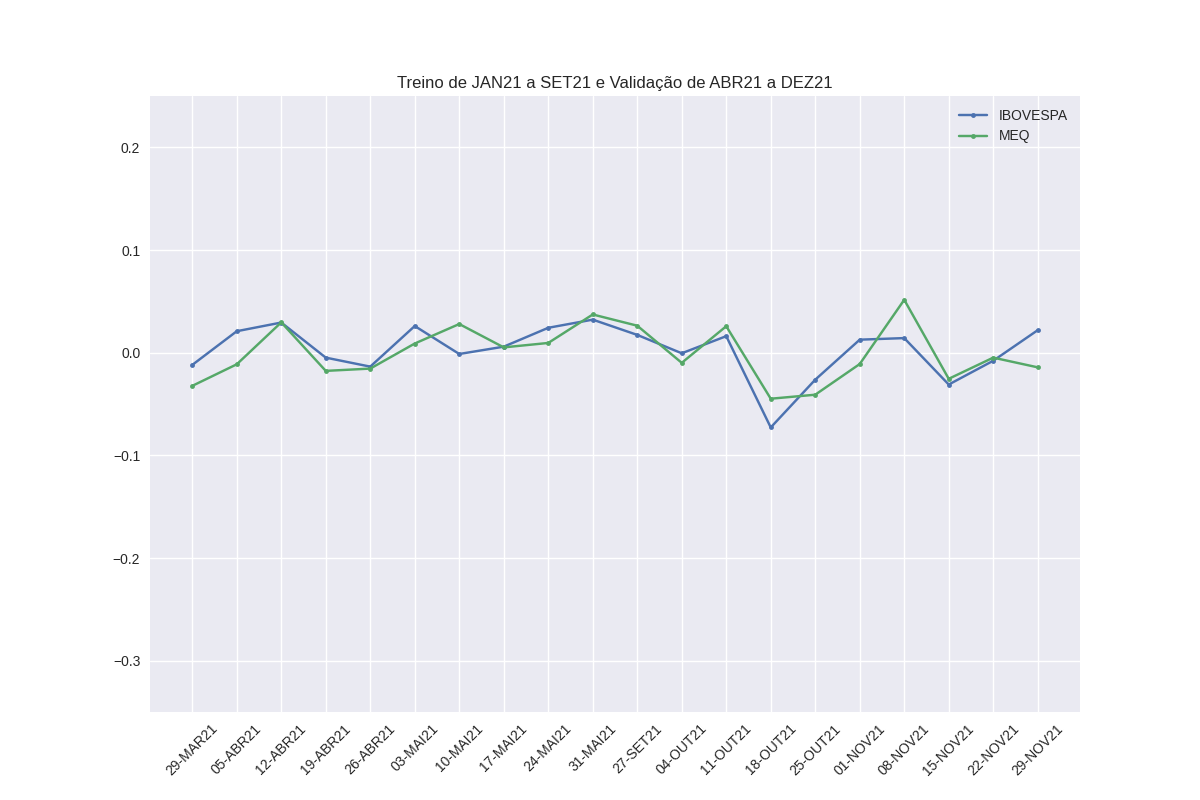 Treino de JAN21 a SET21 e Validação de ABR21 a DEZ21
IBOVESPA
MEQ
0.2
0.1
0.0
−0.1
−0.2
−0.3
29-MAR21
05-ABR21
12-ABR21
19-ABR21
26-ABR21
03-MAI21
10-MAI21
17-MAI21
24-MAI21
31-MAI21
27-SET21
04-OUT21
11-OUT21
18-OUT21
25-OUT21
01-NOV21
08-NOV21
15-NOV21
22-NOV21
29-NOV21